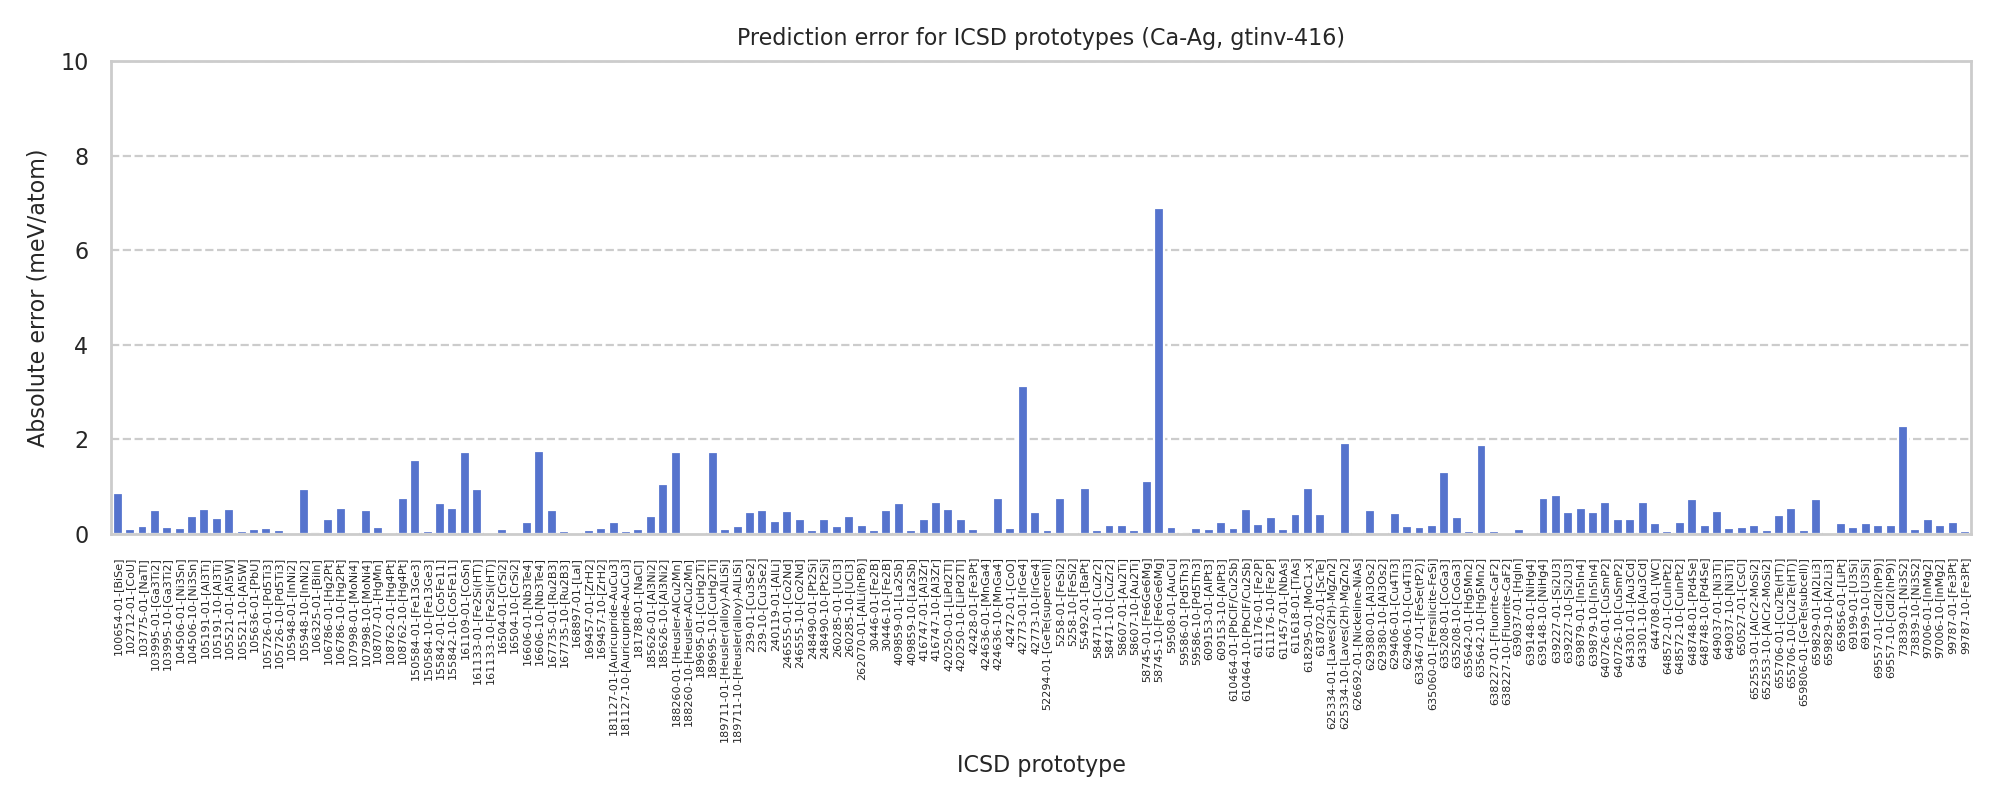 Prediction error for ICSD prototypes (Ca-Ag, gtinv-416)
Absolute error (meV/atom)
10
8
6
4
2
0
100654-01-[BiSe]
102712-01-[CoU]
103775-01-[NaTl]
103995-01-[Ga3Ti2]
103995-10-[Ga3Ti2]
104506-01-[Ni3Sn]
104506-10-[Ni3Sn]
105191-01-[Al3Ti]
105191-10-[Al3Ti]
105521-01-[Al5W]
105521-10-[Al5W]
105636-01-[PbU]
105726-01-[Pd5Ti3]
105726-10-[Pd5Ti3]
105948-01-[InNi2]
105948-10-[InNi2]
106325-01-[BiIn]
106786-01-[Hg2Pt]
106786-10-[Hg2Pt]
107998-01-[MoNi4]
107998-10-[MoNi4]
108707-01-[HgMn]
108762-01-[Hg4Pt]
108762-10-[Hg4Pt]
150584-01-[Fe13Ge3]
150584-10-[Fe13Ge3]
155842-01-[Co5Fe11]
155842-10-[Co5Fe11]
161109-01-[CoSn]
161133-01-[Fe2Si(HT)]
161133-10-[Fe2Si(HT)]
16504-01-[CrSi2]
16504-10-[CrSi2]
16606-01-[Nb3Te4]
16606-10-[Nb3Te4]
167735-01-[Ru2B3]
167735-10-[Ru2B3]
168897-01-[LaI]
169457-01-[ZrH2]
169457-10-[ZrH2]
181127-01-[Auricupride-AuCu3]
181127-10-[Auricupride-AuCu3]
181788-01-[NaCl]
185626-01-[Al3Ni2]
185626-10-[Al3Ni2]
188260-01-[Heusler-AlCu2Mn]
188260-10-[Heusler-AlCu2Mn]
189695-01-[CuHg2Ti]
189695-10-[CuHg2Ti]
189711-01-[Heusler(alloy)-AlLiSi]
189711-10-[Heusler(alloy)-AlLiSi]
239-01-[Cu3Se2]
239-10-[Cu3Se2]
240119-01-[AlLi]
246555-01-[Co2Nd]
246555-10-[Co2Nd]
248490-01-[Pt2Si]
248490-10-[Pt2Si]
260285-01-[UCl3]
260285-10-[UCl3]
262070-01-[AlLi(hP8)]
30446-01-[Fe2B]
30446-10-[Fe2B]
409859-01-[La2Sb]
409859-10-[La2Sb]
416747-01-[Al3Zr]
416747-10-[Al3Zr]
420250-01-[LiPd2Tl]
420250-10-[LiPd2Tl]
42428-01-[Fe3Pt]
424636-01-[MnGa4]
424636-10-[MnGa4]
42472-01-[CoO]
42773-01-[IrGe4]
42773-10-[IrGe4]
52294-01-[GeTe(supercell)]
5258-01-[FeSi2]
5258-10-[FeSi2]
55492-01-[BaPt]
58471-01-[CuZr2]
58471-10-[CuZr2]
58607-01-[Au2Ti]
58607-10-[Au2Ti]
58745-01-[Fe6Ge6Mg]
58745-10-[Fe6Ge6Mg]
59508-01-[AuCu]
59586-01-[Pd5Th3]
59586-10-[Pd5Th3]
609153-01-[AlPt3]
609153-10-[AlPt3]
610464-01-[PbClF/Cu2Sb]
610464-10-[PbClF/Cu2Sb]
611176-01-[Fe2P]
611176-10-[Fe2P]
611457-01-[NbAs]
611618-01-[TiAs]
618295-01-[MoC1-x]
618702-01-[ScTe]
625334-01-[Laves(2H)-MgZn2]
625334-10-[Laves(2H)-MgZn2]
626692-01-[Nickeline-NiAs]
629380-01-[Al3Os2]
629380-10-[Al3Os2]
629406-01-[Cu4Ti3]
629406-10-[Cu4Ti3]
633467-01-[FeSe(tP2)]
635060-01-[Fersilicite-FeSi]
635208-01-[CoGa3]
635208-10-[CoGa3]
635642-01-[Hg5Mn2]
635642-10-[Hg5Mn2]
638227-01-[Fluorite-CaF2]
638227-10-[Fluorite-CaF2]
639037-01-[HgIn]
639148-01-[NiHg4]
639148-10-[NiHg4]
639227-01-[Si2U3]
639227-10-[Si2U3]
639879-01-[In5In4]
639879-10-[In5In4]
640726-01-[CuSmP2]
640726-10-[CuSmP2]
643301-01-[Au3Cd]
643301-10-[Au3Cd]
644708-01-[WC]
648572-01-[CuInPt2]
648572-10-[CuInPt2]
648748-01-[Pd4Se]
648748-10-[Pd4Se]
649037-01-[Ni3Ti]
649037-10-[Ni3Ti]
650527-01-[CsCl]
652553-01-[AlCr2-MoSi2]
652553-10-[AlCr2-MoSi2]
655706-01-[Cu2Te(HT)]
655706-10-[Cu2Te(HT)]
659806-01-[GeTe(subcell)]
659829-01-[Al2Li3]
659829-10-[Al2Li3]
659856-01-[LiPt]
69199-01-[U3Si]
69199-10-[U3Si]
69557-01-[CdI2(hP9)]
69557-10-[CdI2(hP9)]
73839-01-[Ni3S2]
73839-10-[Ni3S2]
97006-01-[InMg2]
97006-10-[InMg2]
99787-01-[Fe3Pt]
99787-10-[Fe3Pt]
ICSD prototype